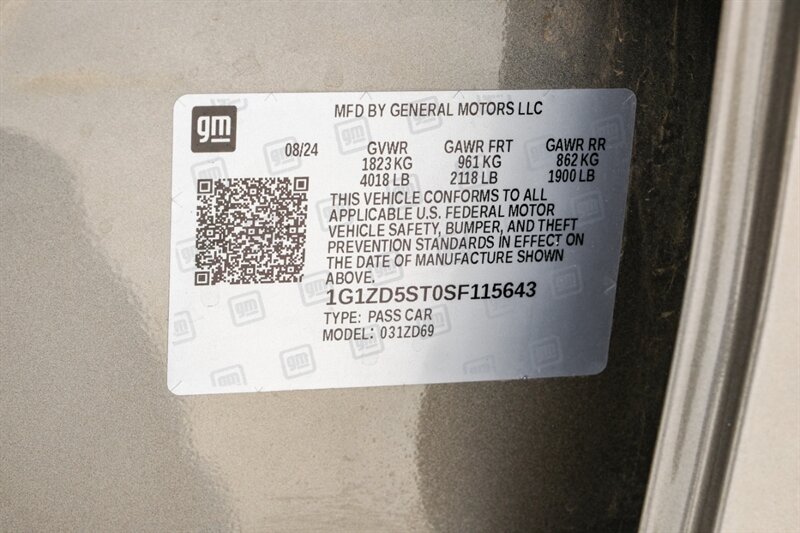 gm
MFD BY GENERAL MOTORS LLC
08/24 GVWR GAWR FRT GAWR RR
1823 KG 961 KG 862 KG
4018 LB 2118 LB 1900 LB
THIS VEHICLE CONFORMS TO ALL
APPLICABLE U.S. FEDERAL MOTOR
VEHICLE SAFETY, BUMPER, AND THEFT
PREVENTION STANDARDS IN EFFECT ON
THE DATE OF MANUFACTURE SHOWN
ABOVE.
1G1ZD5ST0SF115643
TYPE: PASS CAR
MODEL: 031ZD69